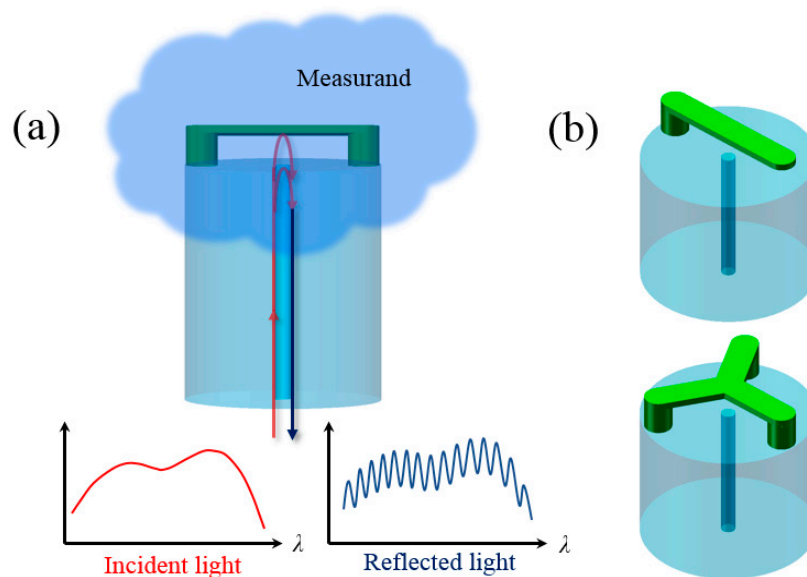 Measurand
(a)
(b)
λ
λ
Incident light
Reflected light